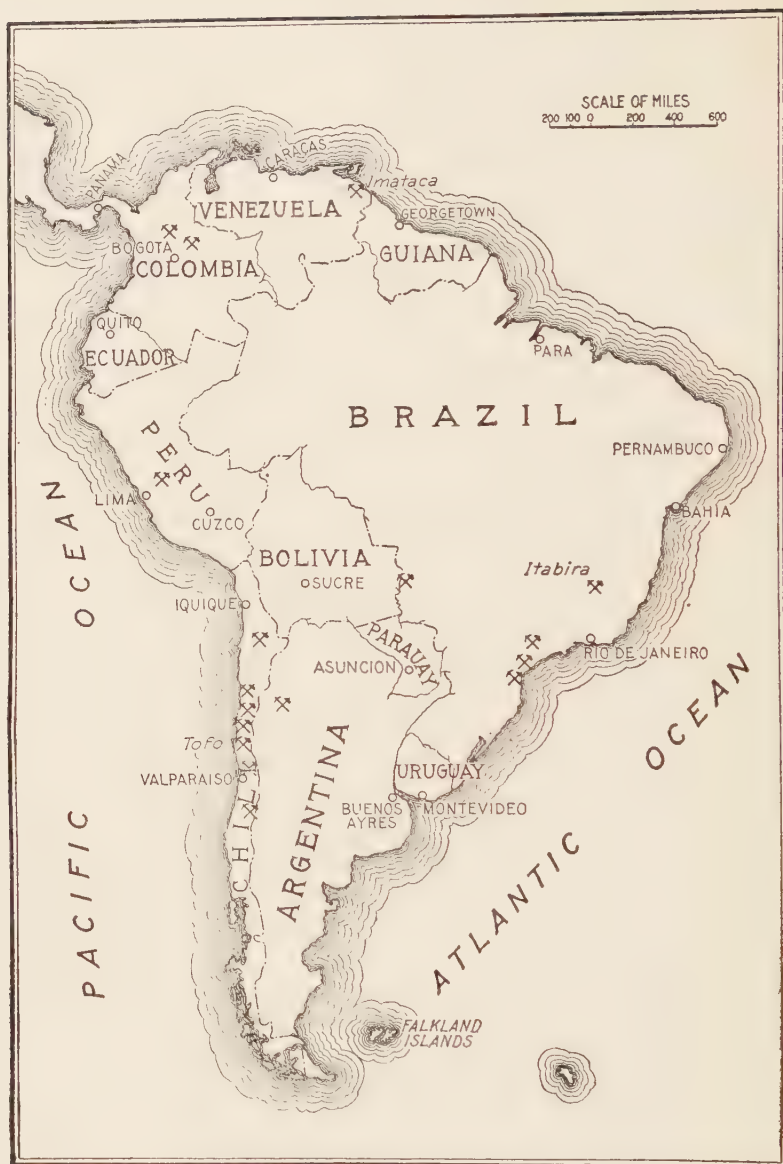 SCALE OF MILES
200 100 0 200 400 600
PANAMA
CARACAS
Imataca
VENEZUELA
GEORGETOWN
BOGOTA
GUIANA
COLOMBIA
QUITO
ECUADOR
PARA
BRAZIL
PERU
PERNAMBUCO
LIMA
CUZCO
BAHIA
BOLIVIA
SUCRE
Itabira
IQUIQUE
PARAUAY
RIO DE JANEIRO
ASUNCION
Tofo
VALPARAISO
URUGUAY
BUENOS
AYRES
MONTEVIDEO
CHILE
ARGENTINA
PACIFIC OCEAN
ATLANTIC OCEAN
FALKLAND
ISLANDS